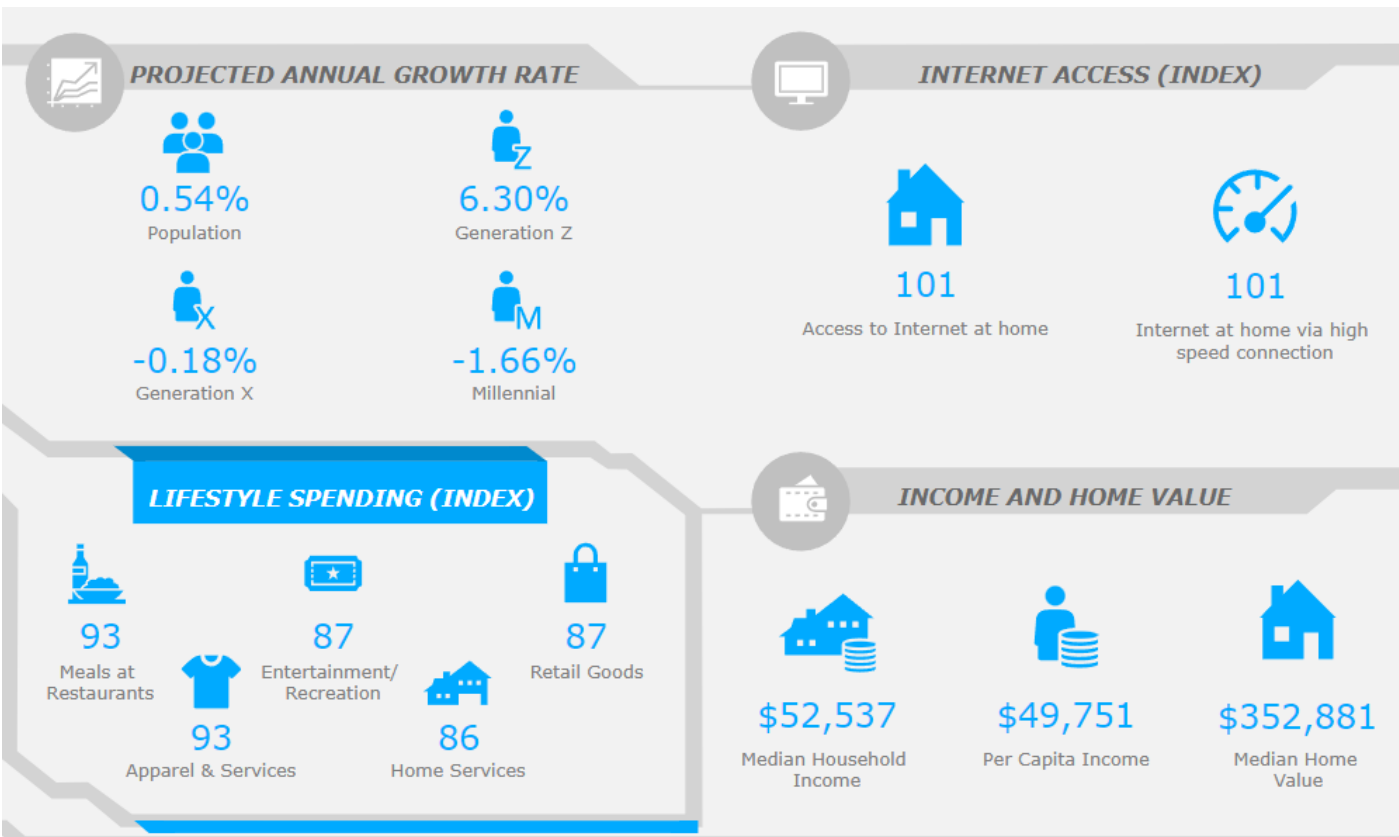 PROJECTED ANNUAL GROWTH RATE
Z
0.54%
6.30%
Population
Generation Z
X
M
-0.18%
-1.66%
Generation X
Millennial
INTERNET ACCESS (INDEX)
101
101
Access to Internet at home
Internet at home via high
speed connection
LIFESTYLE SPENDING (INDEX)
93
Meals at
Restaurants
87
Entertainment/
Recreation
87
Retail Goods
93
Apparel & Services
86
Home Services
INCOME AND HOME VALUE
$52,537
Median Household
Income
$49,751
Per Capita Income
$352,881
Median Home
Value